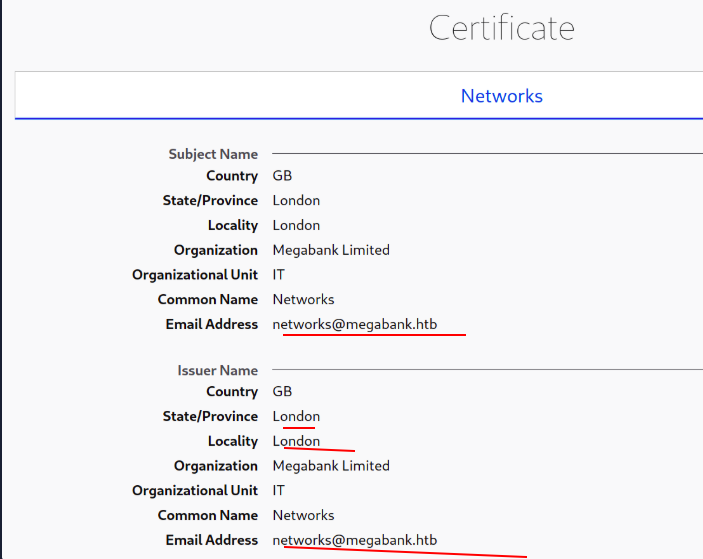 Certificate
Networks
Subject Name
Country GB
State/Province London
Locality London
Organization Megabank Limited
Organizational Unit IT
Common Name Networks
Email Address networks@megabank.htb
Issuer Name
Country GB
State/Province London
Locality London
Organization Megabank Limited
Organizational Unit IT
Common Name Networks
Email Address networks@megabank.htb